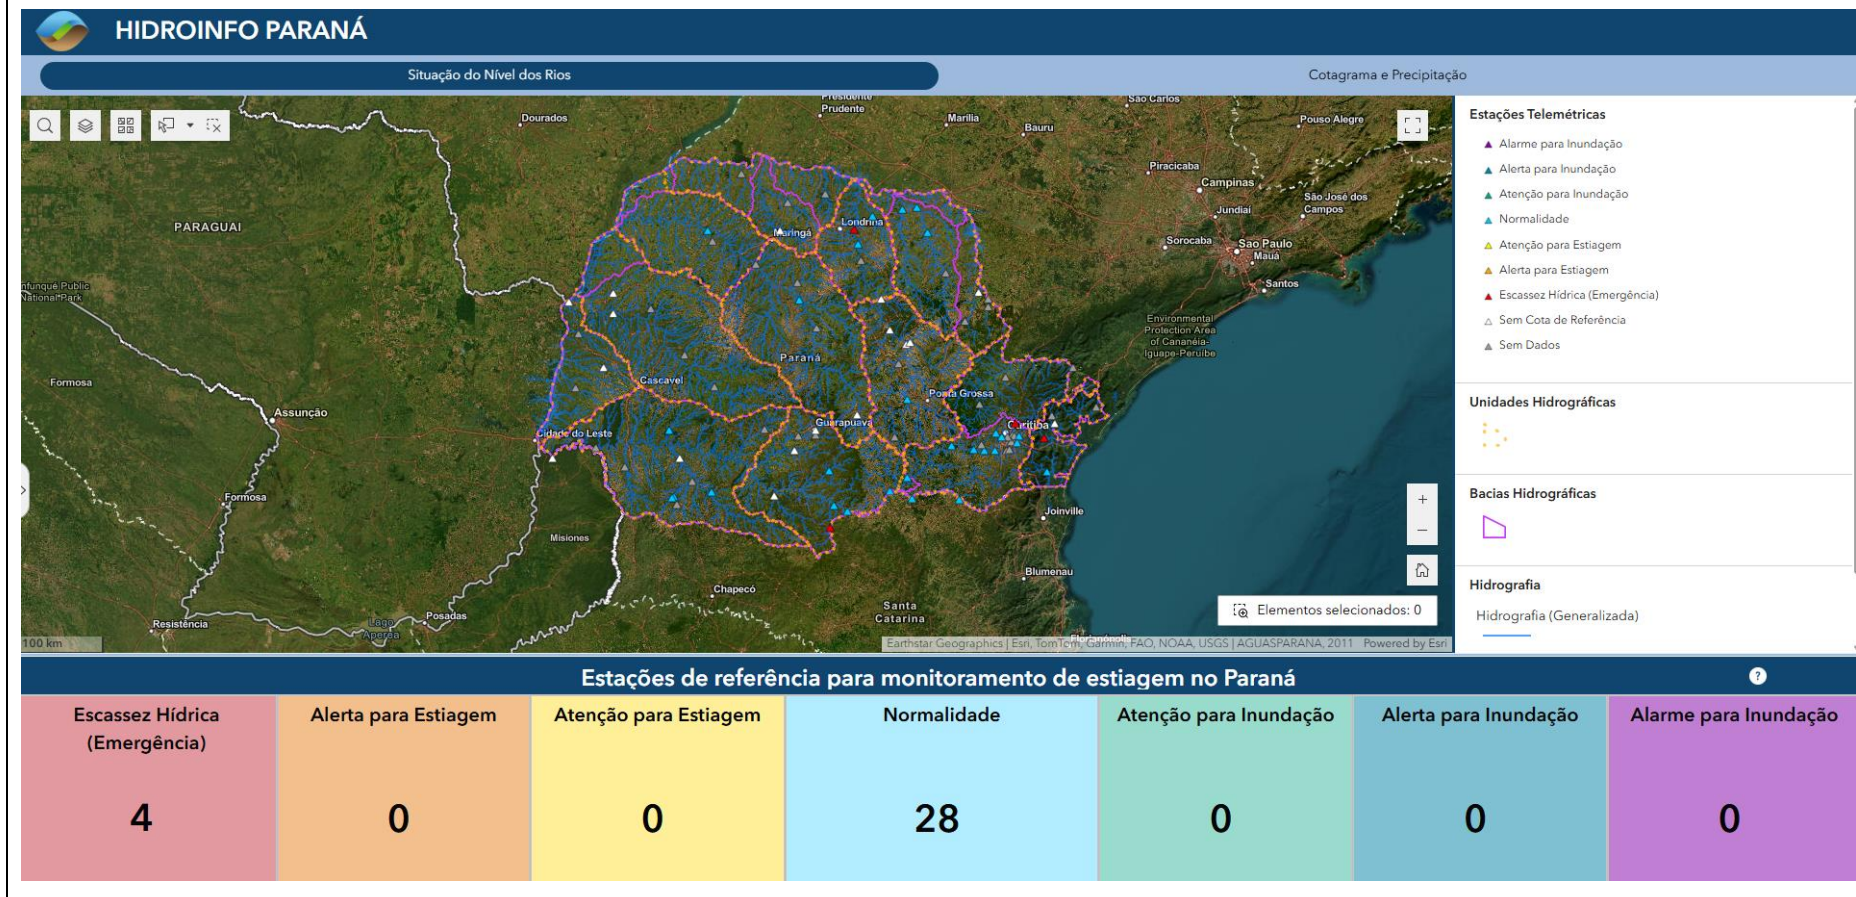 HIDROINFO PARANÁ
Situação do Nível dos Rios
Cotagrama e Precipitação
Presidente
Prudente
São Carlos
Dourados
Marília
Bauru
Pouso Alegre
Piracicaba
Campinas
São José dos
Campos
Jundiaí
Sorocaba
Sao Paulo
Mauá
Santos
PARAGUAI
Londrina
Maringá
National Park
Environmental
Protection Area
of Cananéia-
Iguape-Peruíbe
Paraná
Formosa
Cascavel
Ponta Grossa
Assunção
Guarapuava
Curitiba
Cidade do Leste
Formosa
Joinville
Misiones
Blumenau
Chapecó
Santa
Catarina
Posadas
Resistência
Lago
Aperea
Florianópolis
100 km
Elementos selecionados: 0
Earthstar Geographics | Esri, TomTom, Garmin, FAO, NOAA, USGS | AGUASPARANA, 2011 Powered by Esri
Estações Telemétricas
Alarme para Inundação
Alerta para Inundação
Atenção para Inundação
Normalidade
Atenção para Estiagem
Alerta para Estiagem
Escassez Hídrica (Emergência)
Sem Cota de Referência
Sem Dados
Unidades Hidrográficas
Bacias Hidrográficas
Hidrografia
Hidrografia (Generalizada)
Estações de referência para monitoramento de estiagem no Paraná
?
Escassez Hídrica
(Emergência)
4
Alerta para Estiagem
0
Atenção para Estiagem
0
Normalidade
28
Atenção para Inundação
0
Alerta para Inundação
0
Alarme para Inundação
0